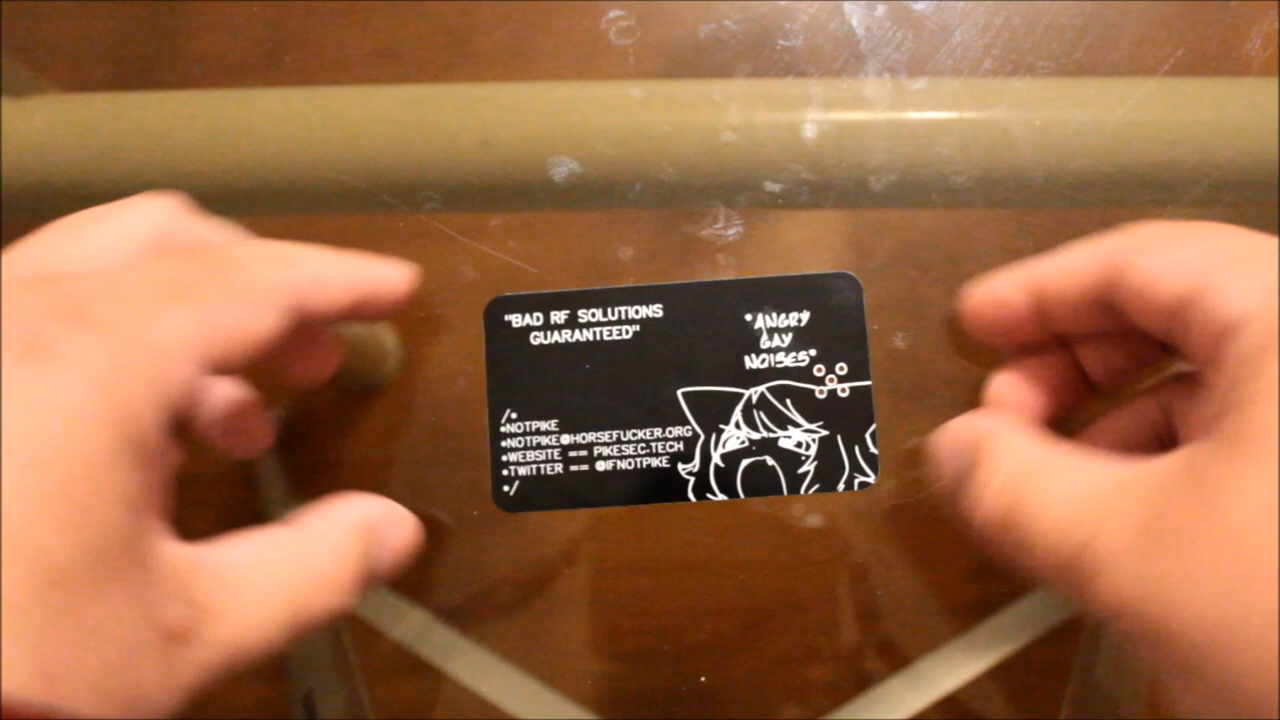 "BAD RF SOLUTIONS
GUARANTEED"
*ANGRY
GAY
NOISES*
/*
*NOTPIKE
*NOTPIKE@HORSEFUCKER.ORG
*WEBSITE == PIKESEC.TECH
*TWITTER == @IFNOTPIKE
*/